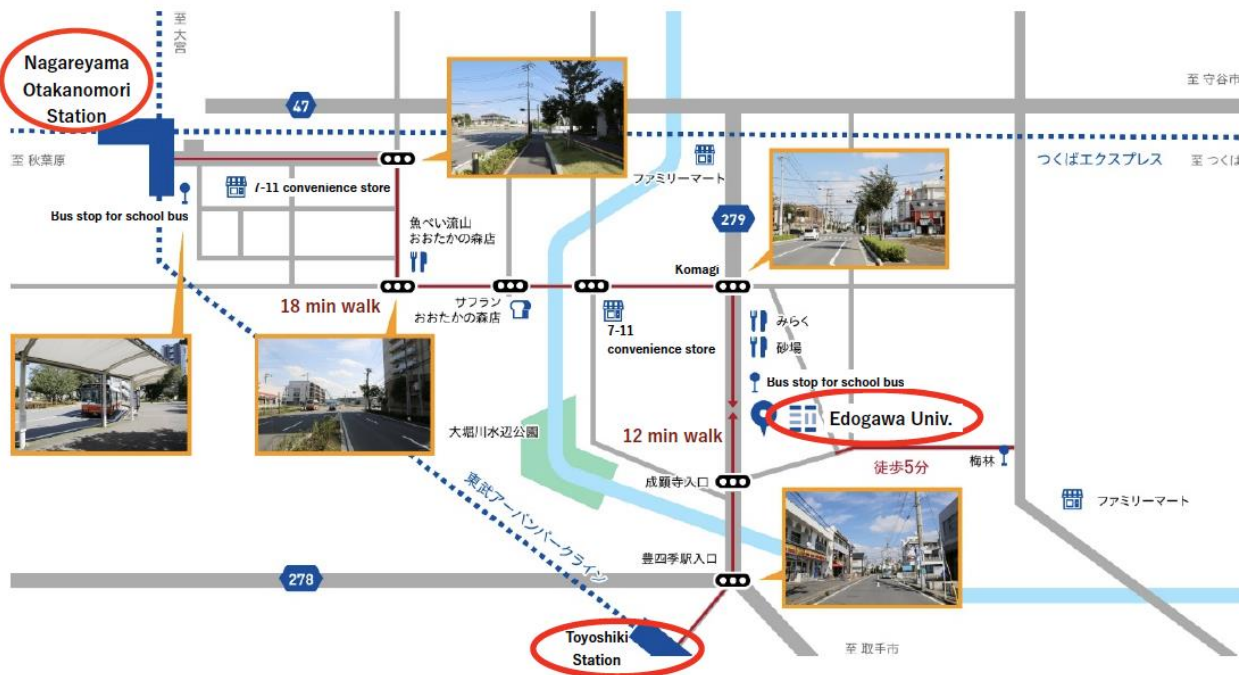 至 大宮
Nagareyama
Otakanomori
Station
47
至 守谷市
至 秋葉原
つくばエクスプレス
至 つくば
ファミリーマート
7-11 convenience store
Bus stop for school bus
279
魚べい流山
おおたかの森店
Komagi
18 min walk
サフラン
おおたかの森店
7-11
convenience store
みらく
砂場
Bus stop for school bus
Edogawa Univ.
大堀川水辺公園
12 min walk
徒歩5分
梅林
成顕寺入口
ファミリーマート
東武アーバンパークライン
豊四季駅入口
278
Toyoshiki
Station
至 取手市